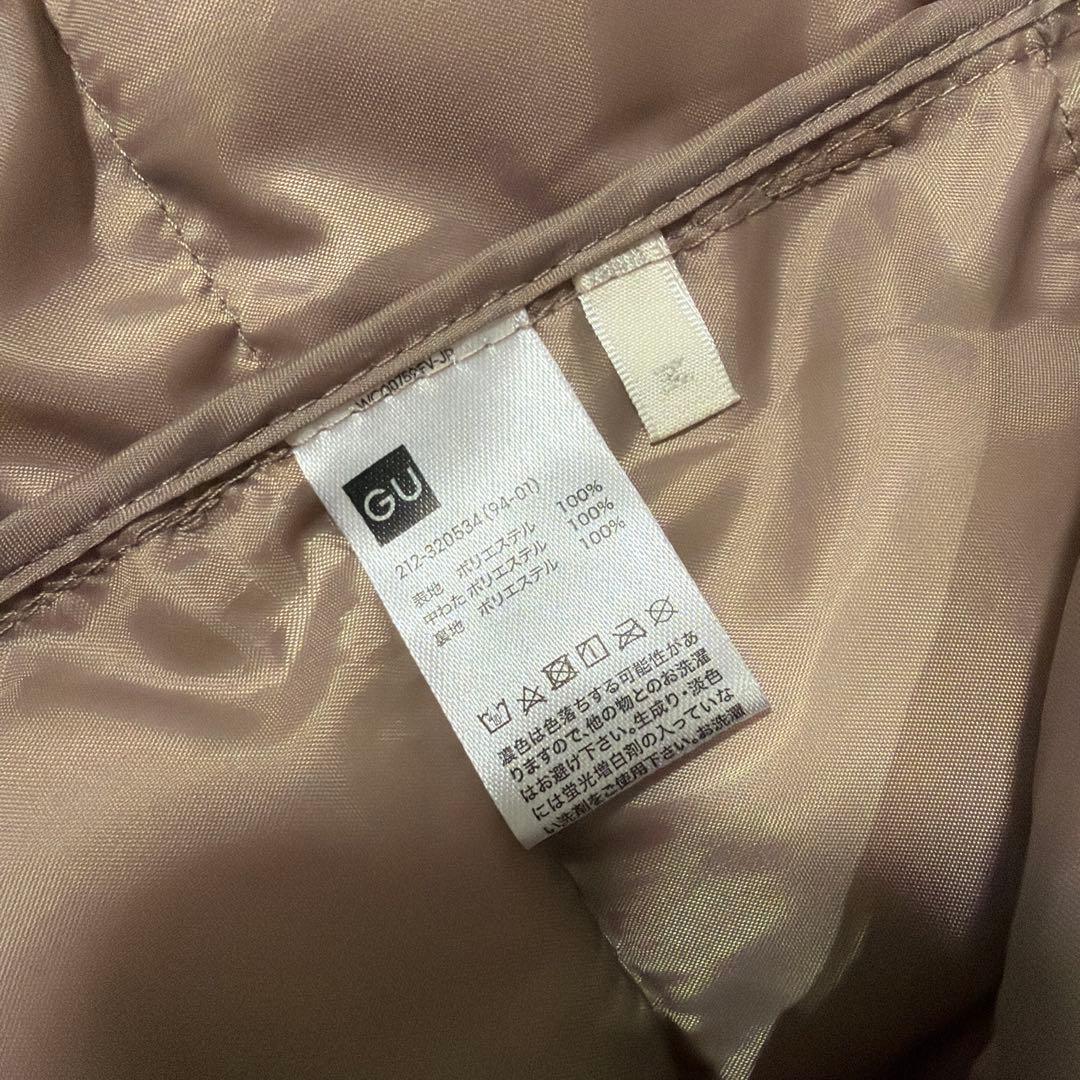 GU
212-320534(94-01)
表地 ポリエステル 100%
中わた ポリエステル 100%
裏地 ポリエステル 100%
濃色は色落ちする可能性があ
りますので、他の物とのお洗濯
はお避け下さい。生成り・淡色
には蛍光増白剤の入っていな
い洗剤をご使用下さい。お洗濯